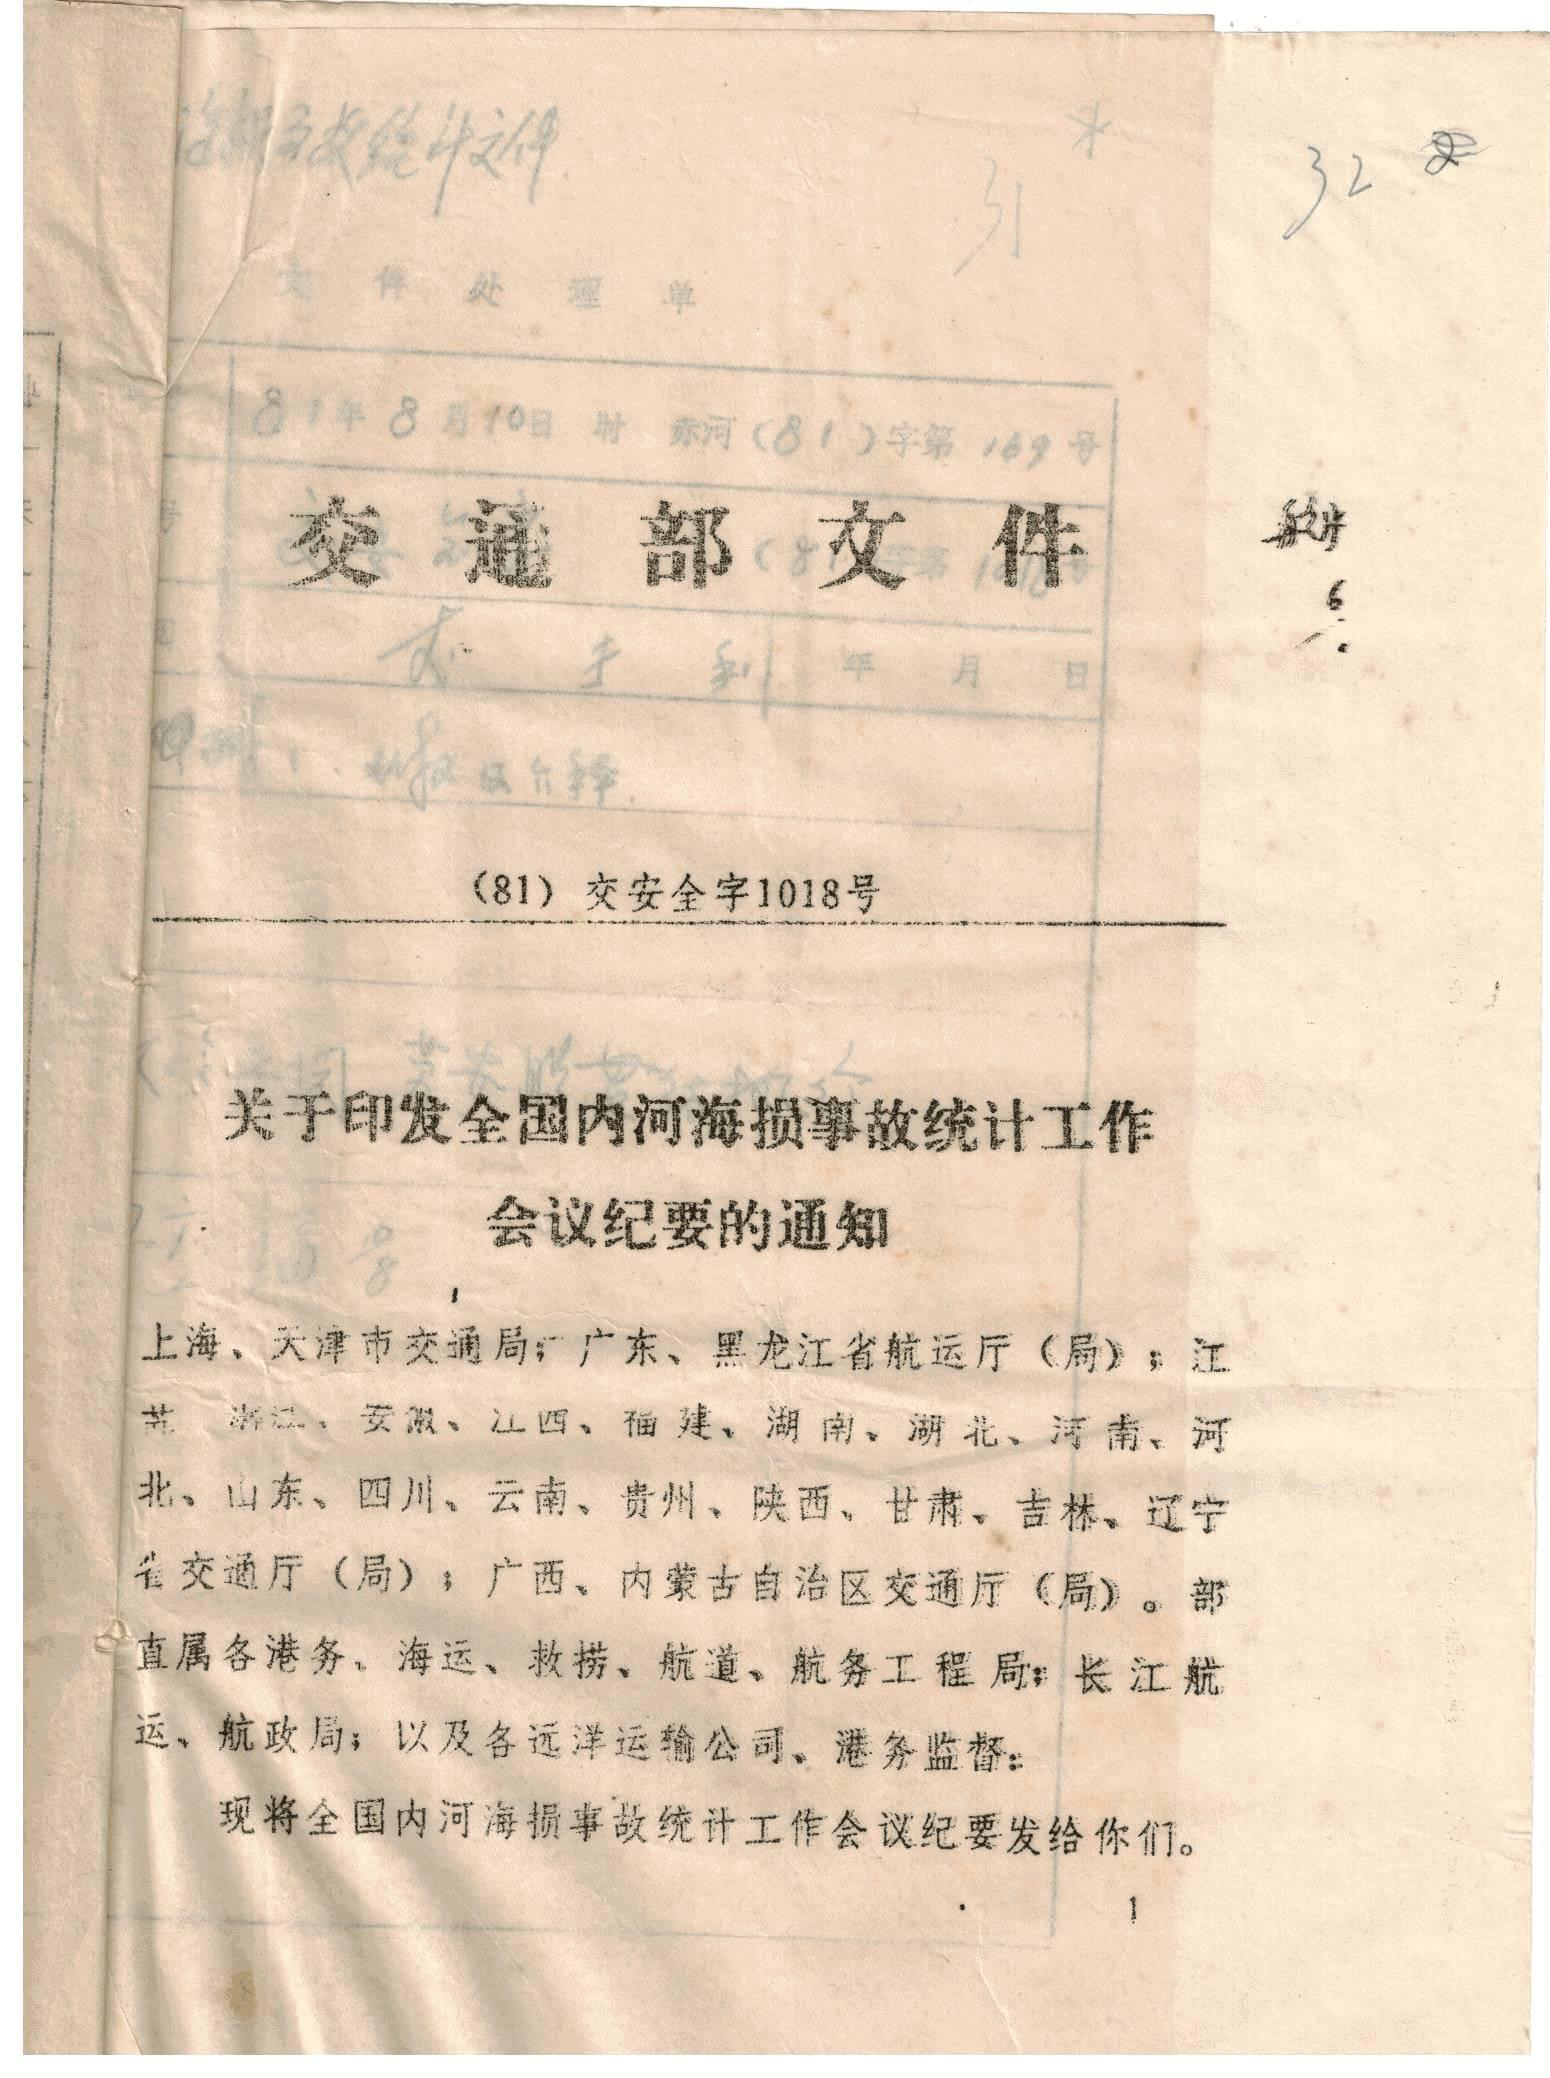 32
31
文件处理单
81年8月10日 时 赤河(81)字第169号
交通部文件
年 月 日
(81) 交安全字1018号
关于印发全国内河海损事故统计工作
会议纪要的通知
上海、天津市交通局；广东、黑龙江省航运厅（局）；江
苏 浙江、安徽、江西、福建、湖南、湖北、河南、河
北、山东、四川、云南、贵州、陕西、甘肃、吉林、辽宁
省交通厅（局）；广西、内蒙古自治区交通厅（局）。部
直属各港务、海运、救捞、航道、航务工程局；长江航
运、航政局；以及各远洋运输公司、港务监督：
现将全国内河海损事故统计工作会议纪要发给你们。
1